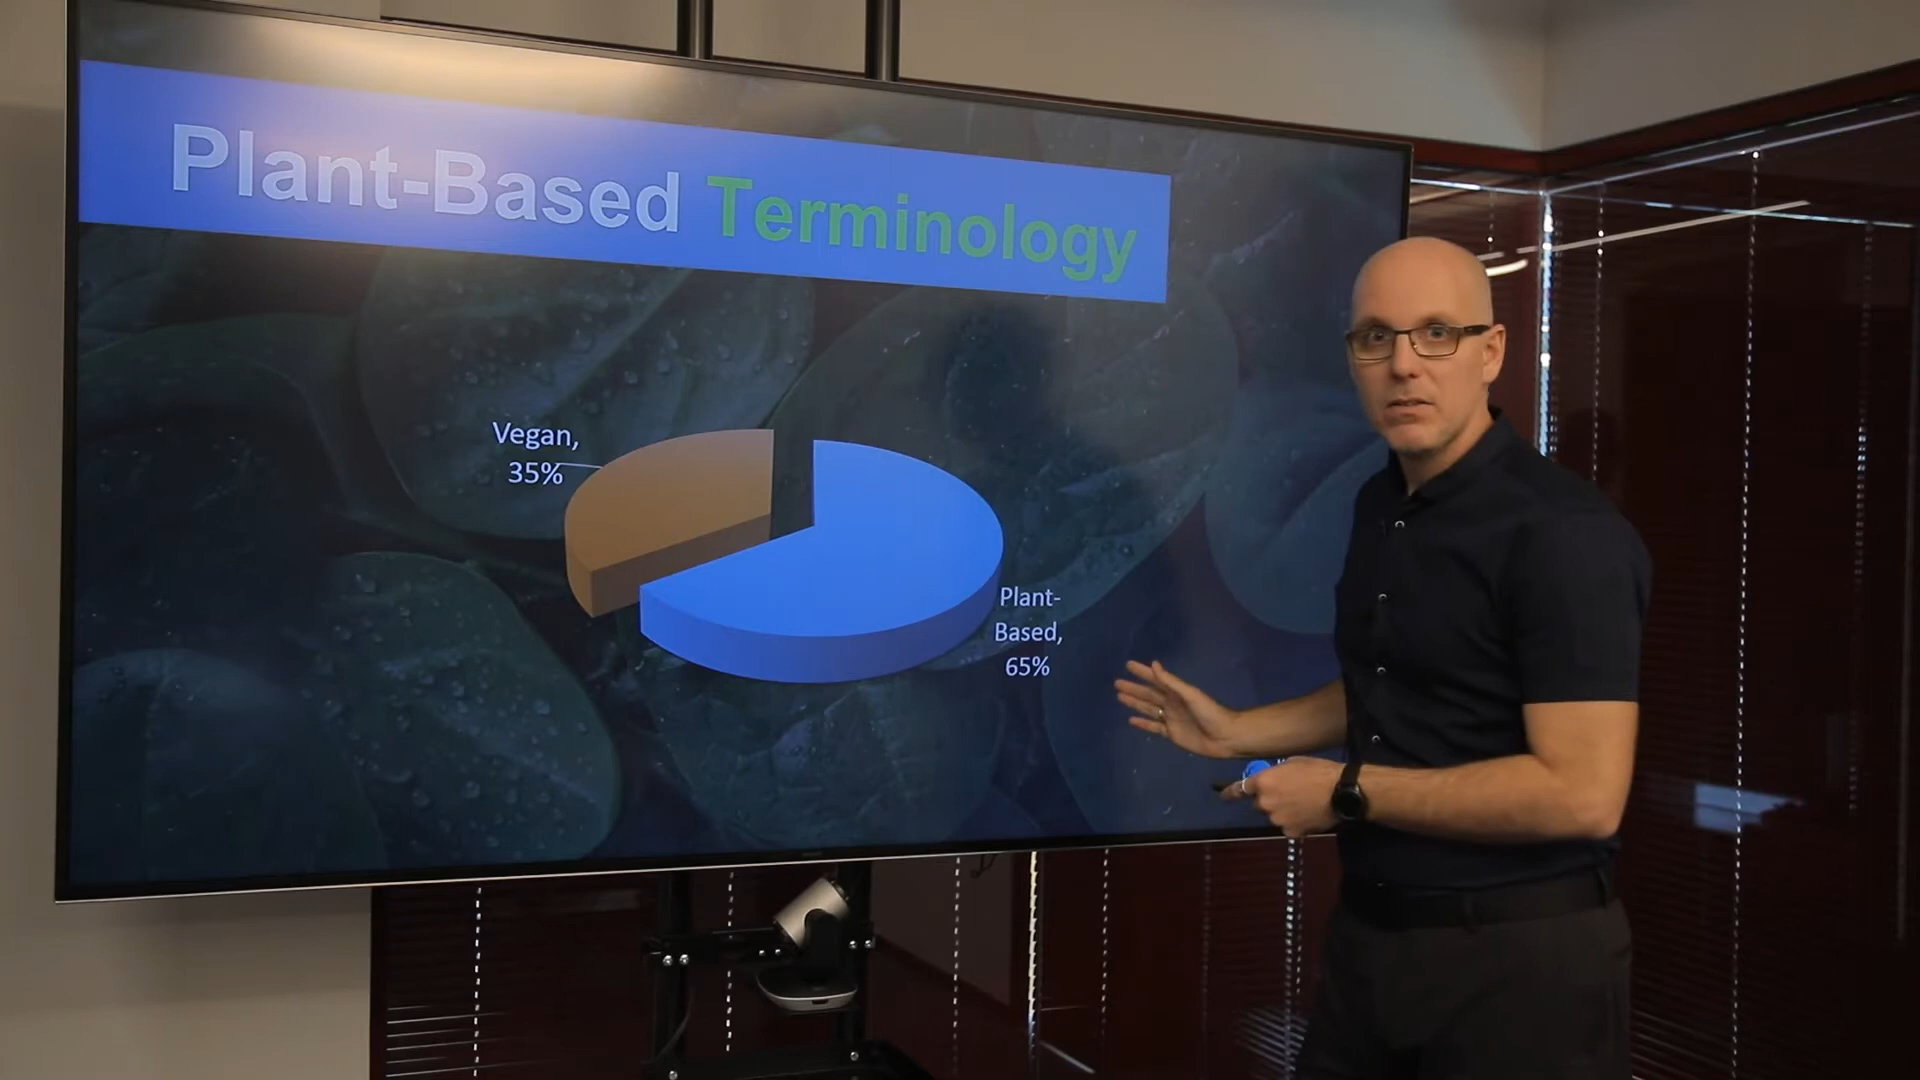 Plant-Based Terminology
Vegan,
35%
Plant-
Based,
65%